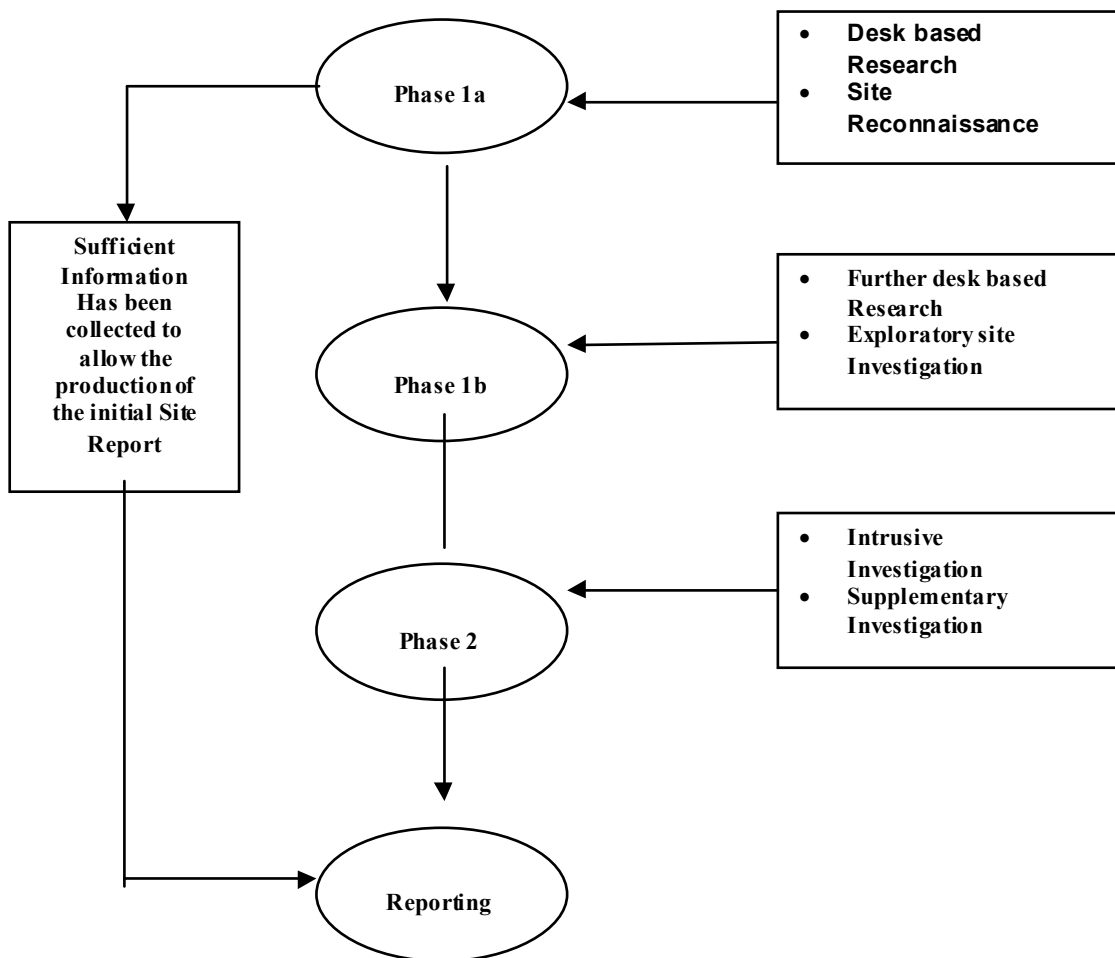 Phase 1a
• Desk based
Research
• Site
Reconnaissance
Sufficient
Information
Has been
collected to
allow the
production of
the initial Site
Report
Phase 1b
• Further desk based
Research
• Exploratory site
Investigation
Phase 2
• Intrusive
Investigation
• Supplementary
Investigation
Reporting